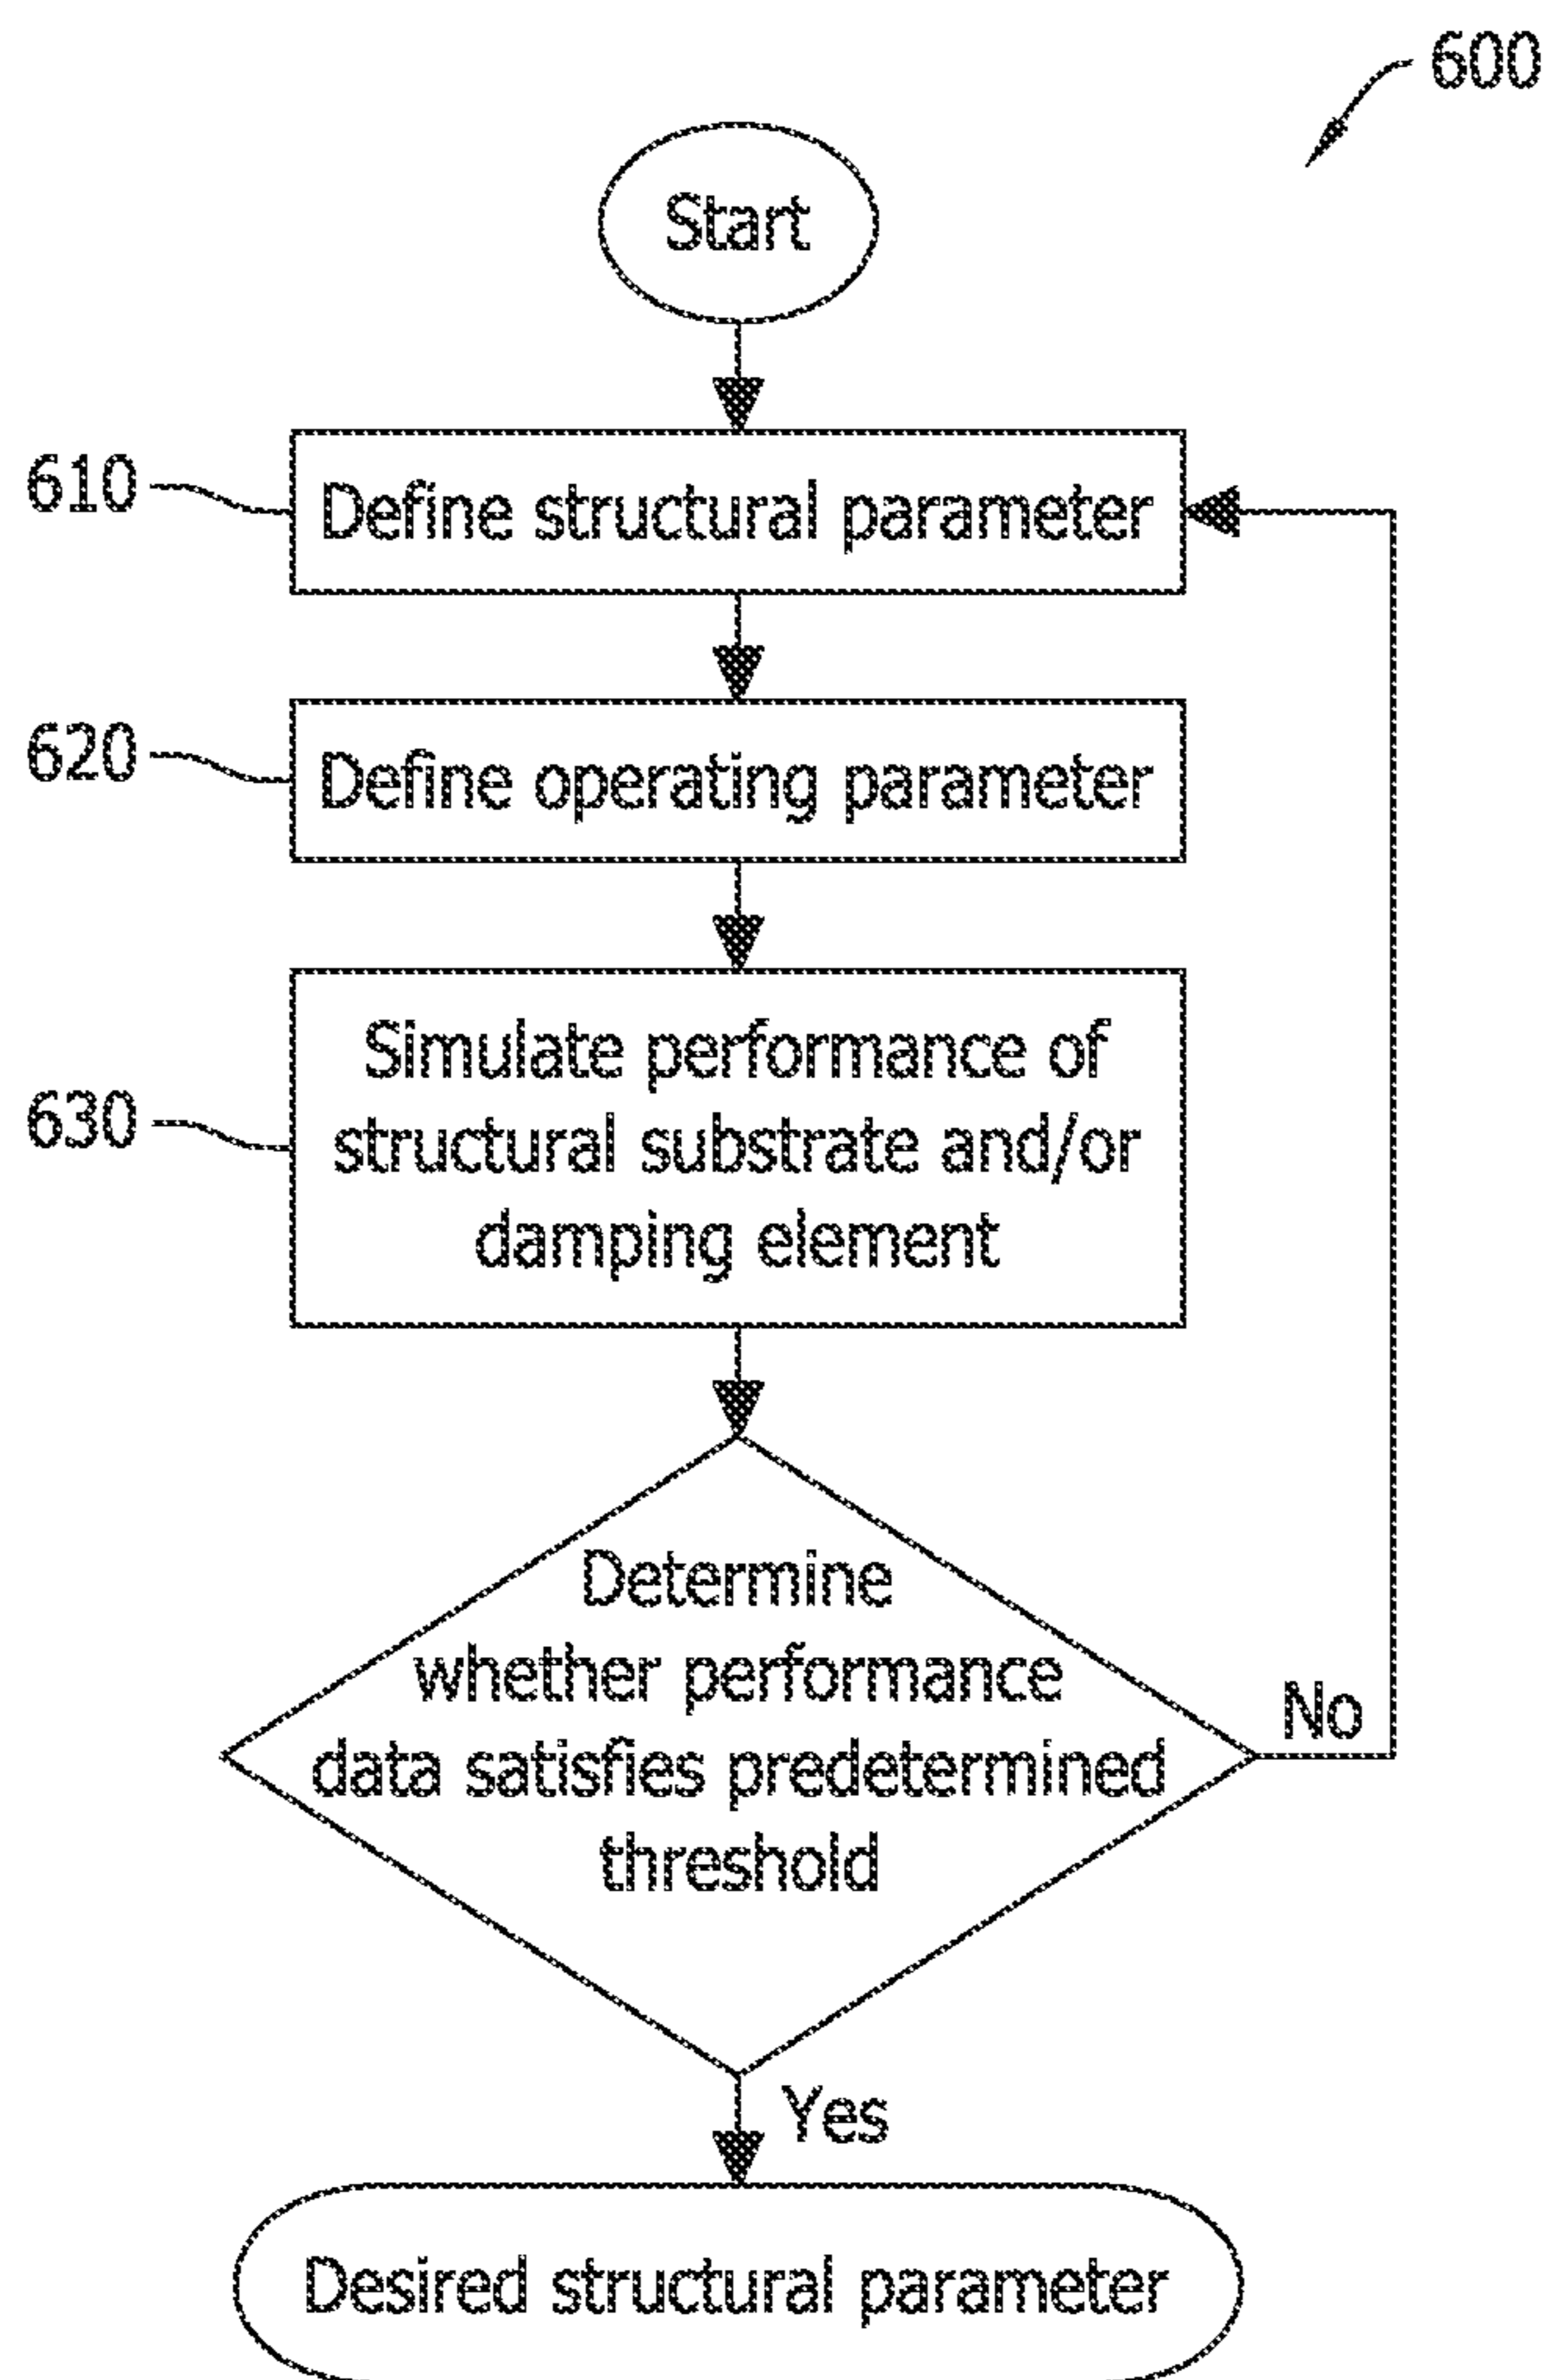 600
Start
610
Define structural parameter
620
Define operating parameter
630
Simulate performance of
structural substrate and/or
damping element
Determine
whether performance
data satisfies predetermined
threshold
No
Yes
Desired structural parameter